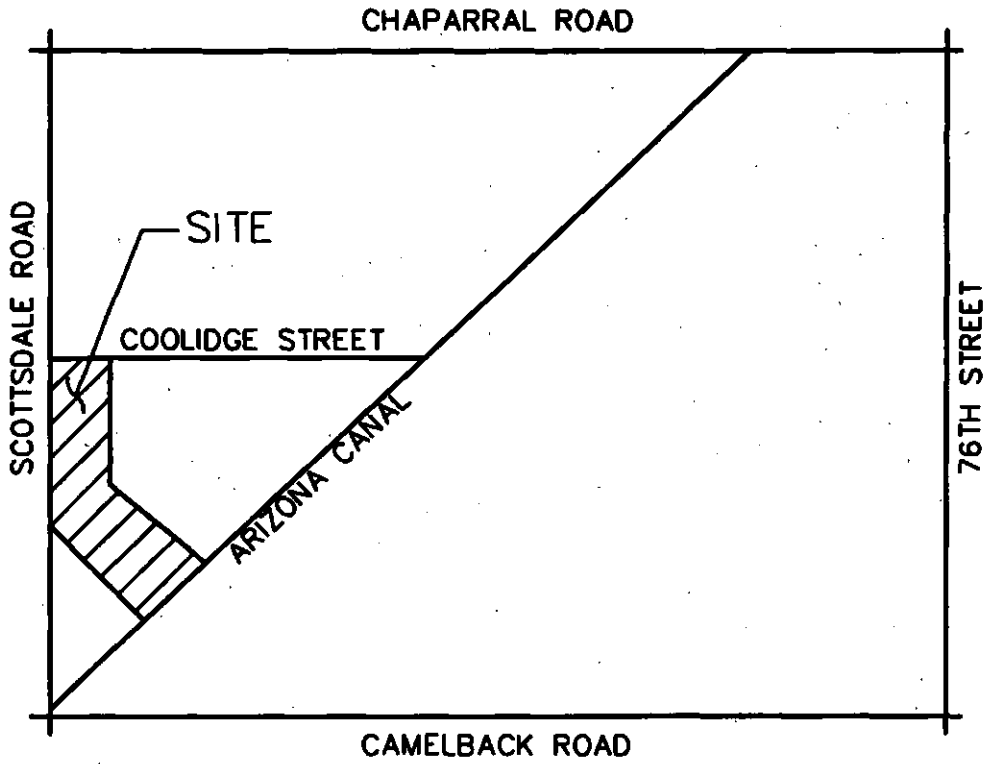 CHAPARRAL ROAD
SCOTTSDALE ROAD
SITE
COOLIDGE STREET
ARIZONA CANAL
76TH STREET
CAMELBACK ROAD